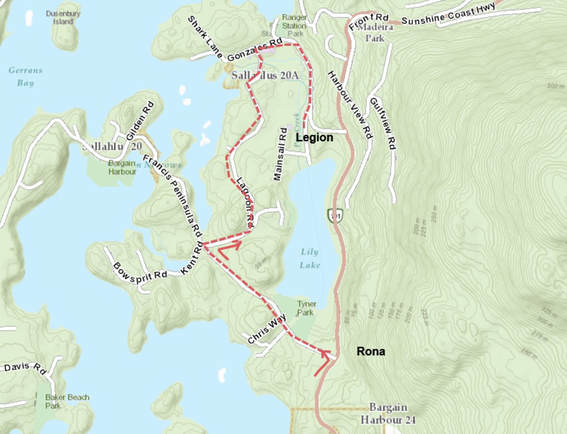 Dusenbury
Island
Ranger
Station
Park
Front Rd
Sunshine Coast Hwy
Shark Lane
Gonzales Rd
Madeira
Park
Gerrans
Bay
Sallahlus 20A
Harbour View Rd
Gulfview Rd
Gilden Rd
Legion
Sallahlus 20
Bargain
Harbour
Mainsail Rd
Francis Peninsula Rd
Lagoon Rd
101
Kent Rd
Lily
Lake
Bowsprit Rd
Tyner
Park
Chris Way
Rona
Davis Rd
Baker Beach
Park
Bargain
Harbour 24